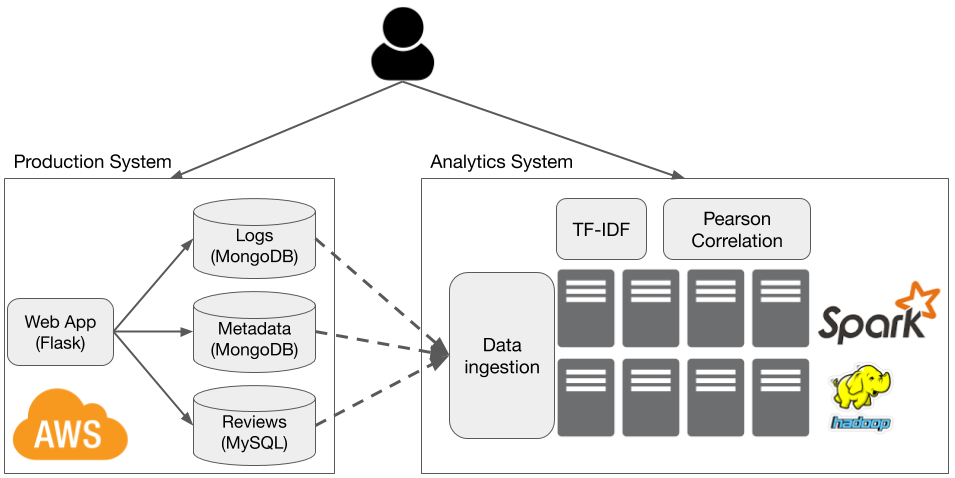 Production System
Analytics System
Logs
(MongoDB)
Web App
(Flask)
Metadata
(MongoDB)
Reviews
(MySQL)
AWS
TF-IDF
Pearson
Correlation
Data
ingestion
Spark
hadoop